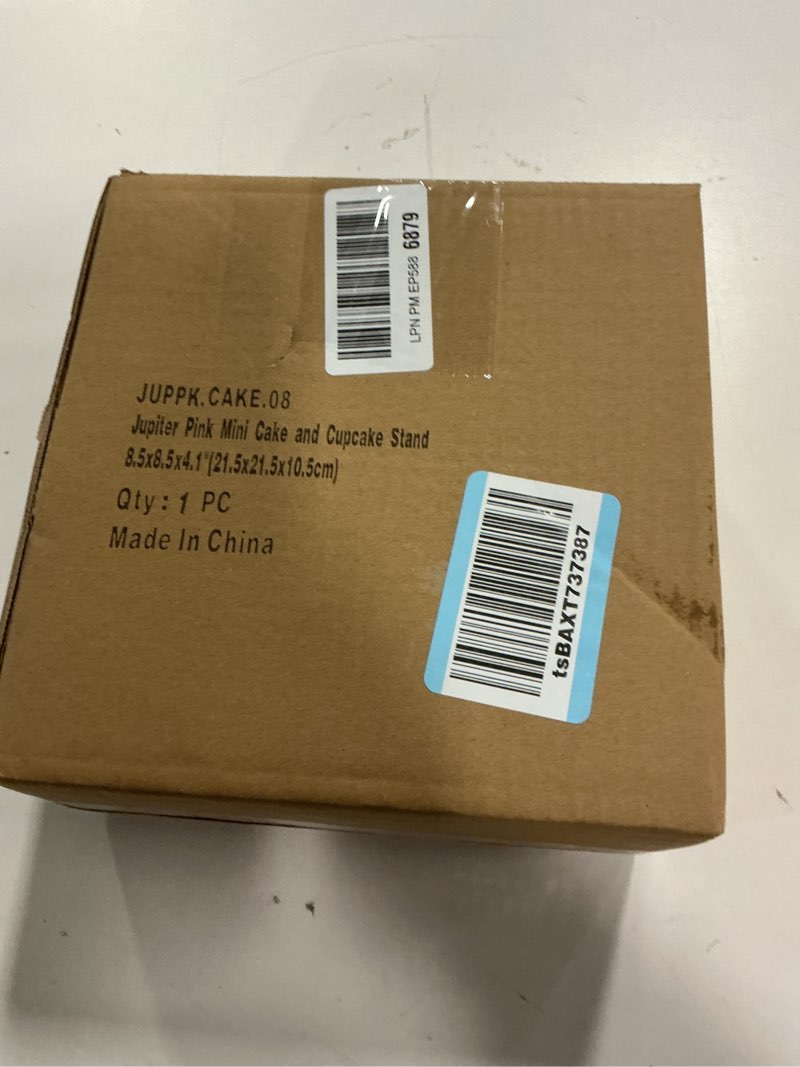 LPN PM EP588 6879
JUPPK.CAKE.08
Jupiter Pink Mini Cake and Cupcake Stand
8.5x8.5x4.1"(21.5x21.5x10.5cm)
Qty: 1 PC
Made In China
tsBAXT737387